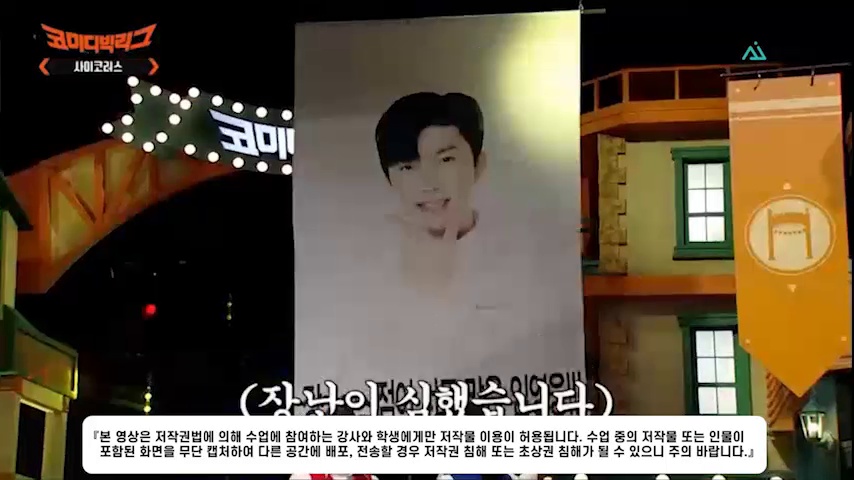 코미디빅리그
사이코러스
코미
(장난이 심했습니다)
『본 영상은 저작권법에 의해 수업에 참여하는 강사와 학생에게만 저작물 이용이 허용됩니다. 수업 중의 저작물 또는 인물이
포함된 화면을 무단 캡처하여 다른 공간에 배포, 전송할 경우 저작권 침해 또는 초상권 침해가 될 수 있으니 주의 바랍니다.』